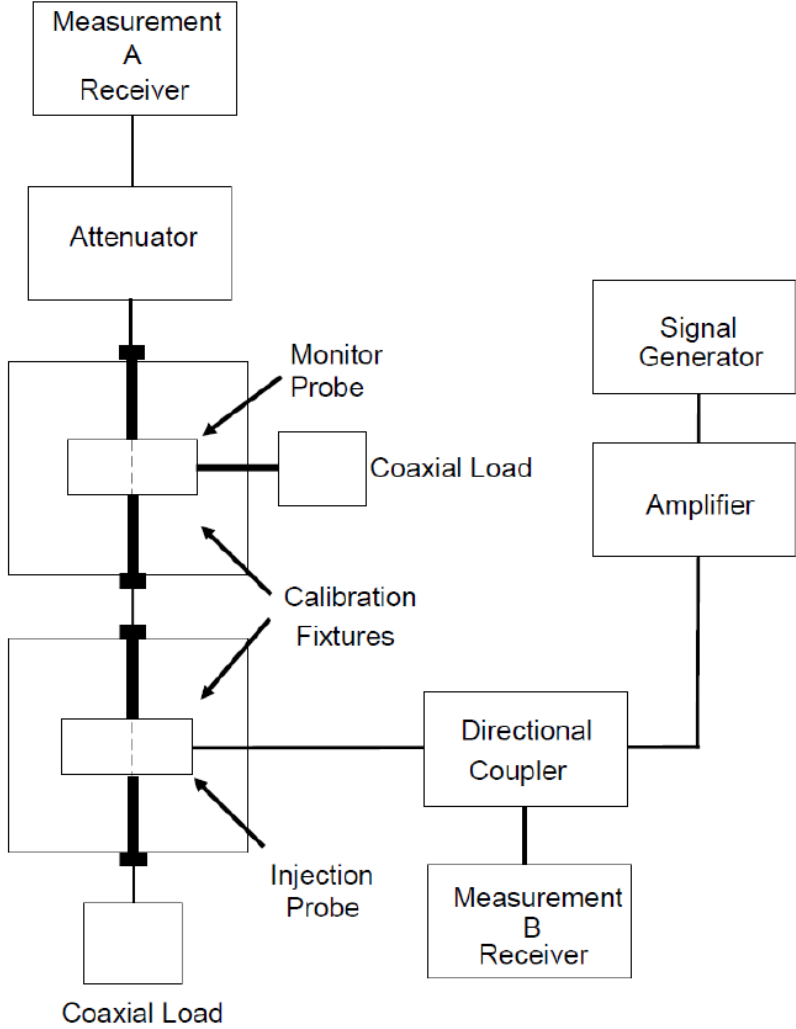 Measurement
A
Receiver
Attenuator
Monitor
Probe
Coaxial Load
Signal
Generator
Amplifier
Calibration
Fixtures
Directional
Coupler
Injection
Probe
Measurement
B
Receiver
Coaxial Load